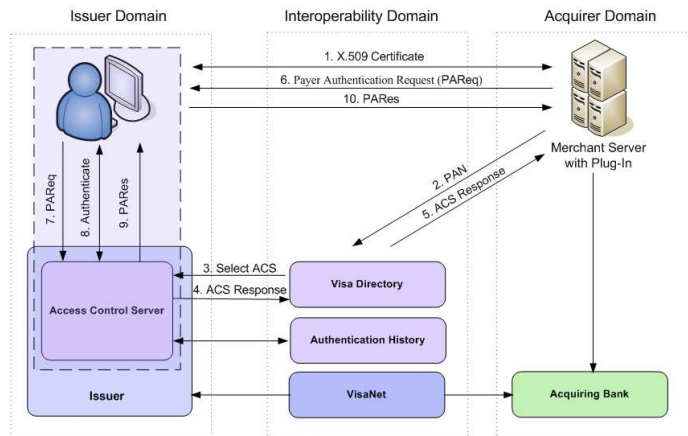 Issuer Domain
Interoperability Domain
Acquirer Domain
1. X.509 Certificate
6. Payer Authentication Request (PAReq)
10. PARes
Merchant Server
with Plug-In
2. PAN
5. ACS Response
7. PAReq
8. Authenticate
9. PARes
3. Select ACS
4. ACS Response
Access Control Server
Visa Directory
Authentication History
Issuer
VisaNet
Acquiring Bank